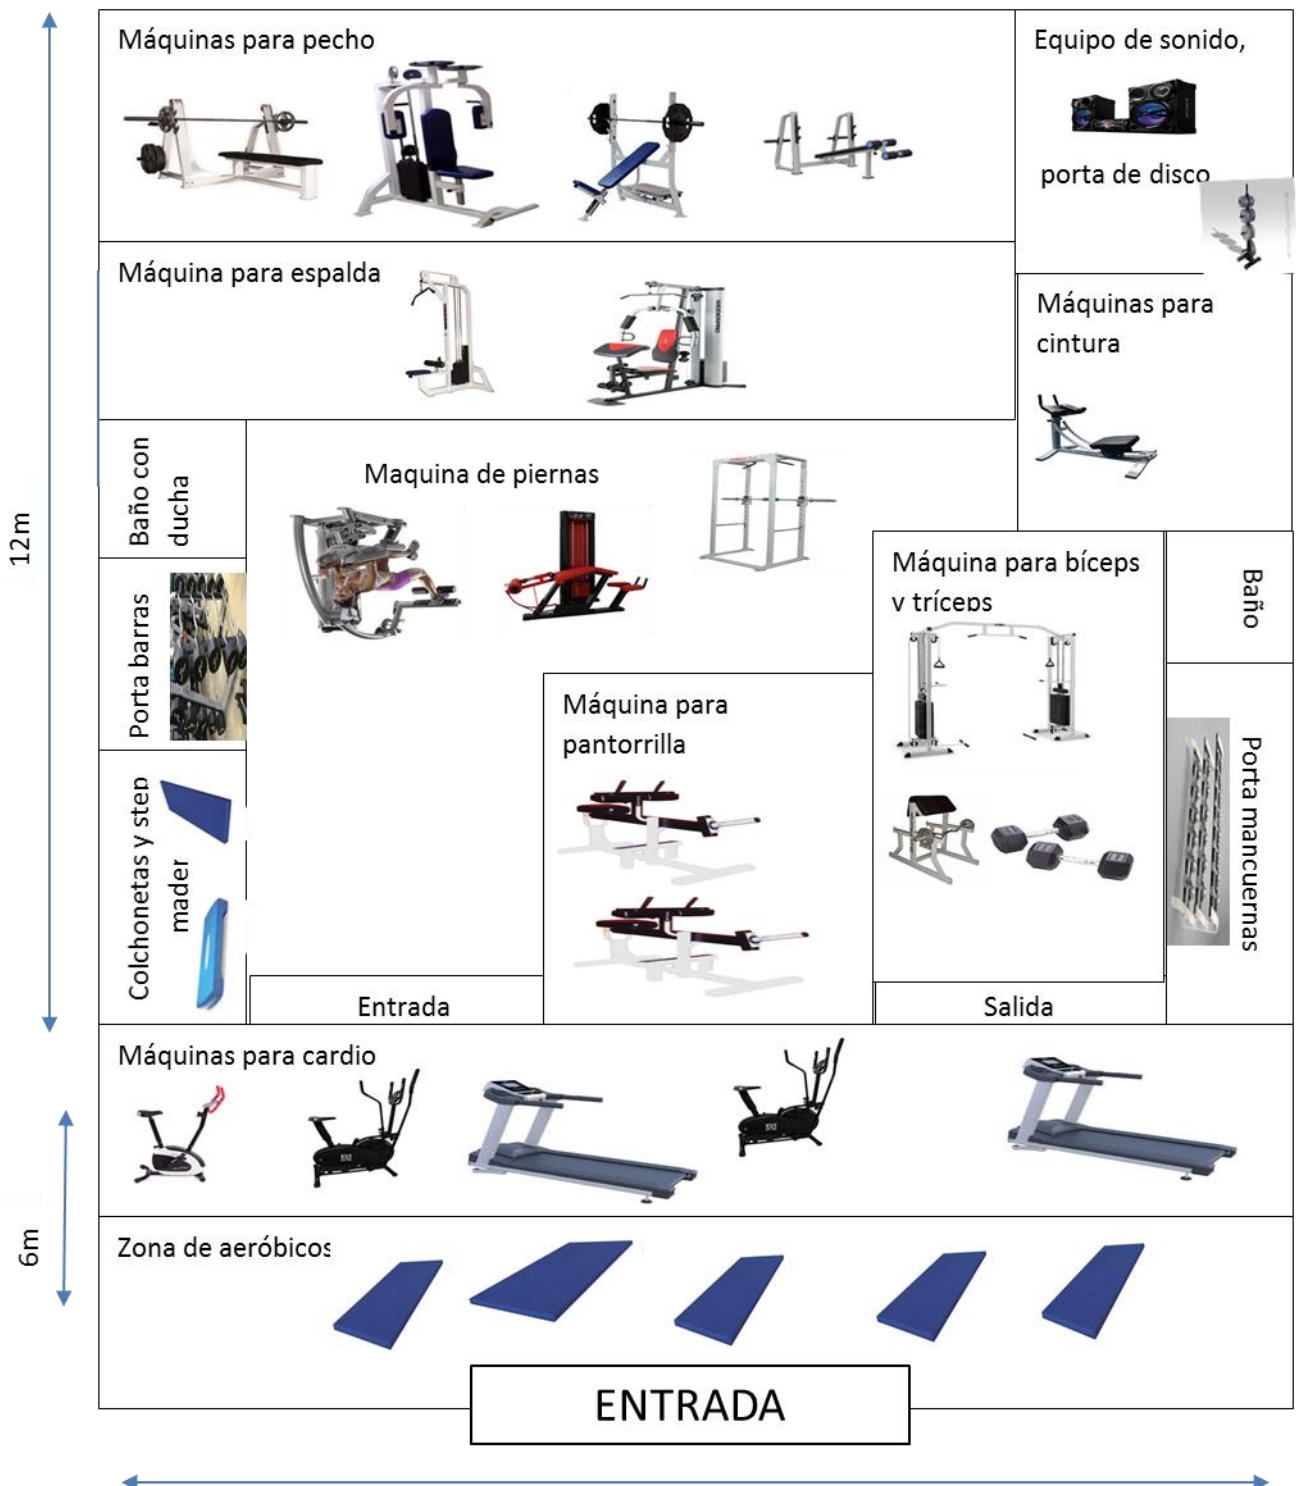 Máquinas para pecho
Equipo de sonido,
porta de disco
Máquina para espalda
Máquinas para
cintura
Baño con
ducha
Maquina de piernas
12m
Máquina para bíceps
y tríceps
Baño
Porta barras
Máquina para
pantorrilla
Porta mancuernas
Colchonetas y step
mader
Entrada
Salida
Máquinas para cardio
6m
Zona de aeróbicos
ENTRADA